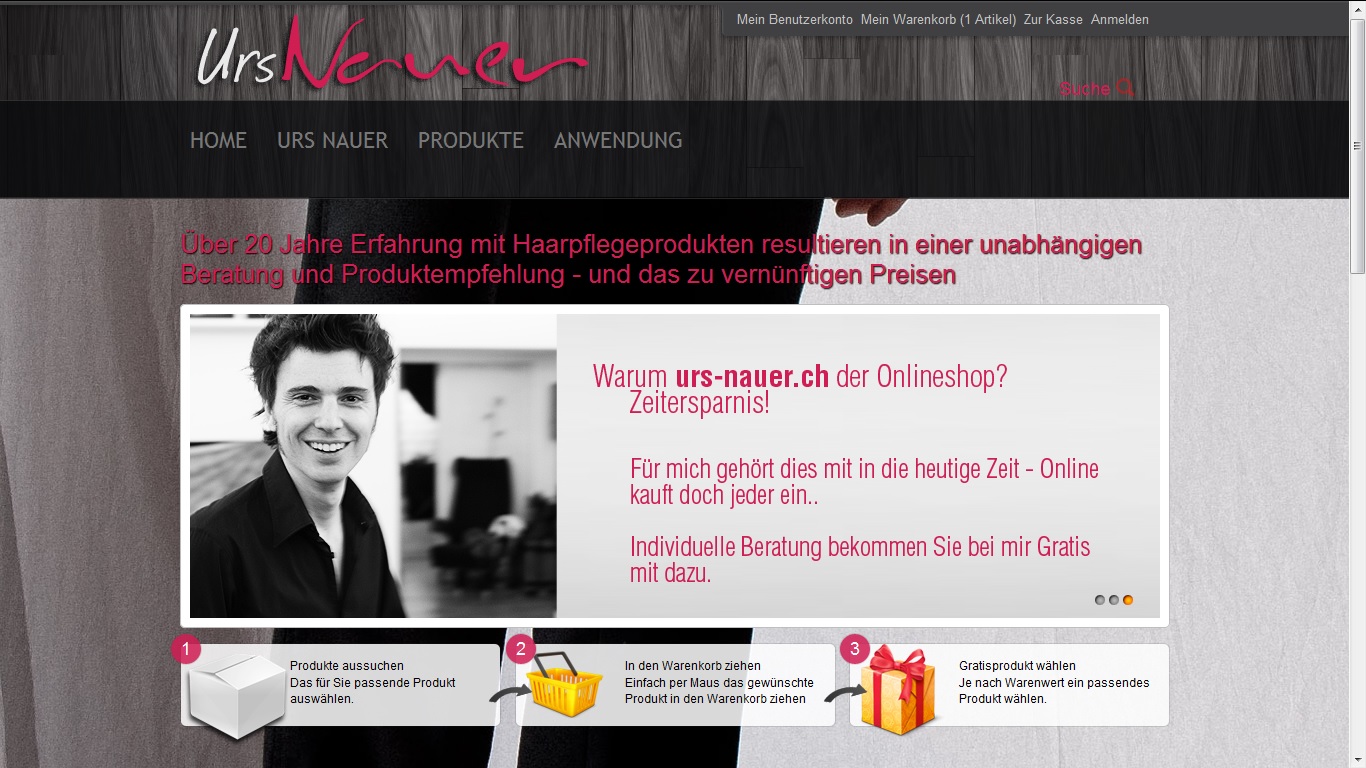 Mein Benutzerkonto Mein Warenkorb (1 Artikel) Zur Kasse Anmelden
Urs Nauer
Suche
HOME URS NAUER PRODUKTE ANWENDUNG
Über 20 Jahre Erfahrung mit Haarpflegeprodukten resultieren in einer unabhängigen
Beratung und Produktempfehlung - und das zu vernünftigen Preisen
Warum urs-nauer.ch der Onlineshop?
Zeitersparnis!
Für mich gehört dies mit in die heutige Zeit - Online
kauft doch jeder ein..
Individuelle Beratung bekommen Sie bei mir Gratis
mit dazu.
1
Produkte aussuchen
Das für Sie passende Produkt
auswählen.
2
In den Warenkorb ziehen
Einfach per Maus das gewünschte
Produkt in den Warenkorb ziehen
3
Gratisprodukt wählen
Je nach Warenwert ein passendes
Produkt wählen.